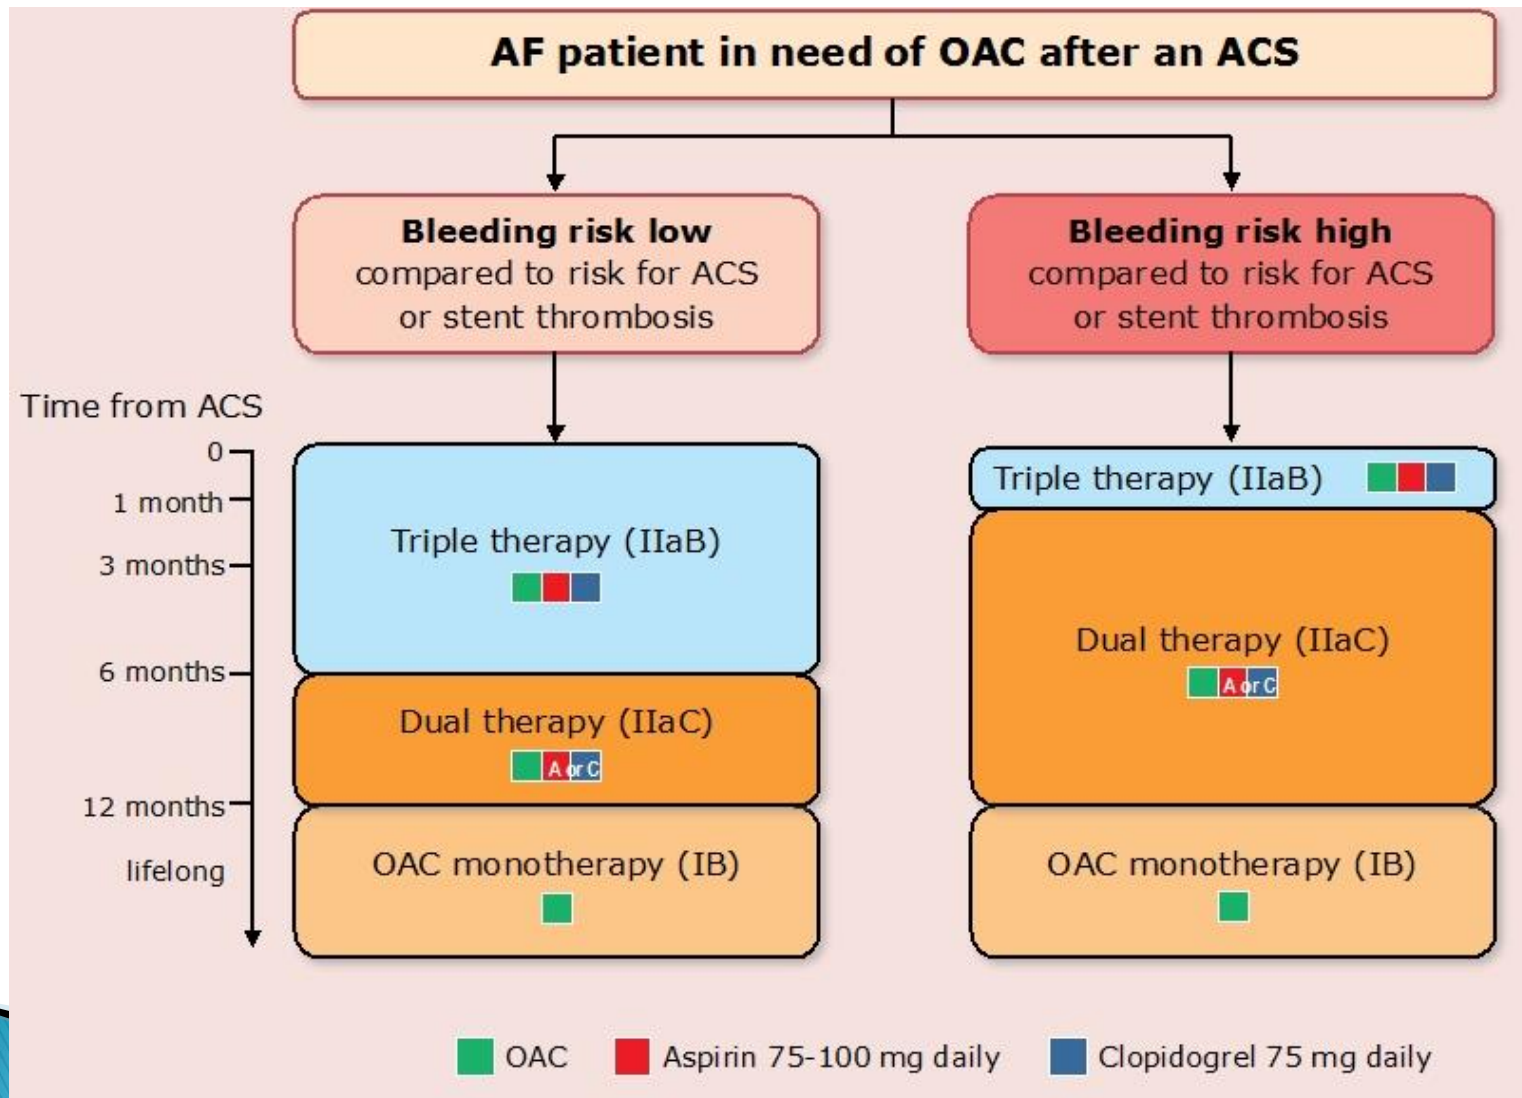 AF patient in need of OAC after an ACS
Bleeding risk low
compared to risk for ACS
or stent thrombosis
Bleeding risk high
compared to risk for ACS
or stent thrombosis
Time from ACS
0
1 month
3 months
6 months
12 months
lifelong
Triple therapy (IIaB)
Dual therapy (IIaC)
A or C
OAC monotherapy (IB)
Triple therapy (IIaB)
Dual therapy (IIaC)
A or C
OAC monotherapy (IB)
OAC
Aspirin 75-100 mg daily
Clopidogrel 75 mg daily